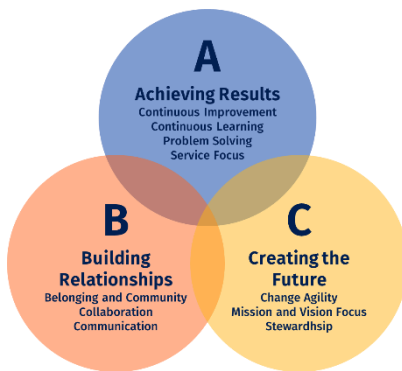 A
Achieving Results
Continuous Improvement
Continuous Learning
Problem Solving
Service Focus
B
Building
Relationships
Belonging and Community
Collaboration
Communication
C
Creating the
Future
Change Agility
Mission and Vision Focus
Stewardhsip